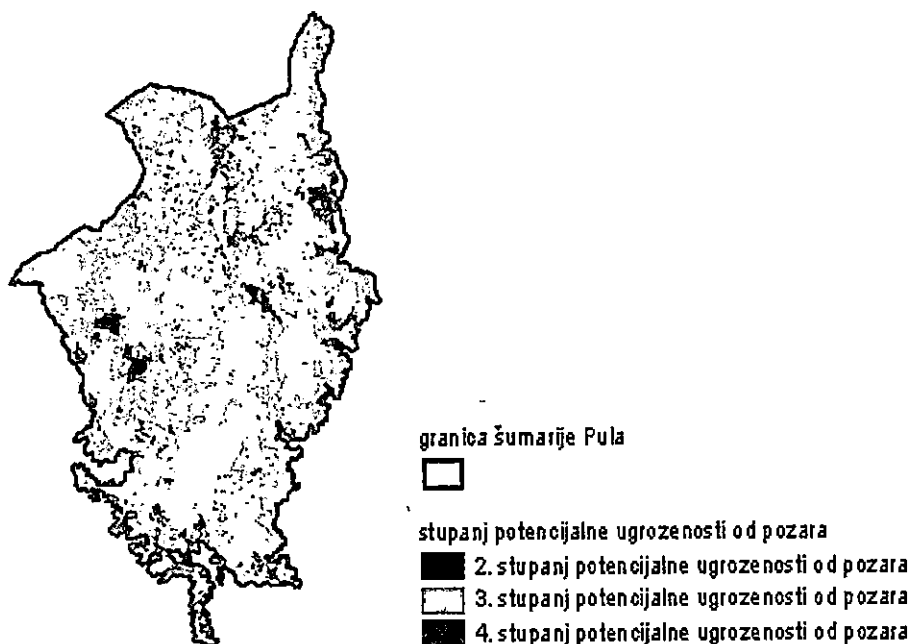 granica šumarije Pula
stupanj potencijalne ugrozenosti od pozara
2. stupanj potencijalne ugrozenosti od pozara
3. stupanj potencijalne ugrozenosti od pozara
4. stupanj potencijalne ugrozenosti od pozara